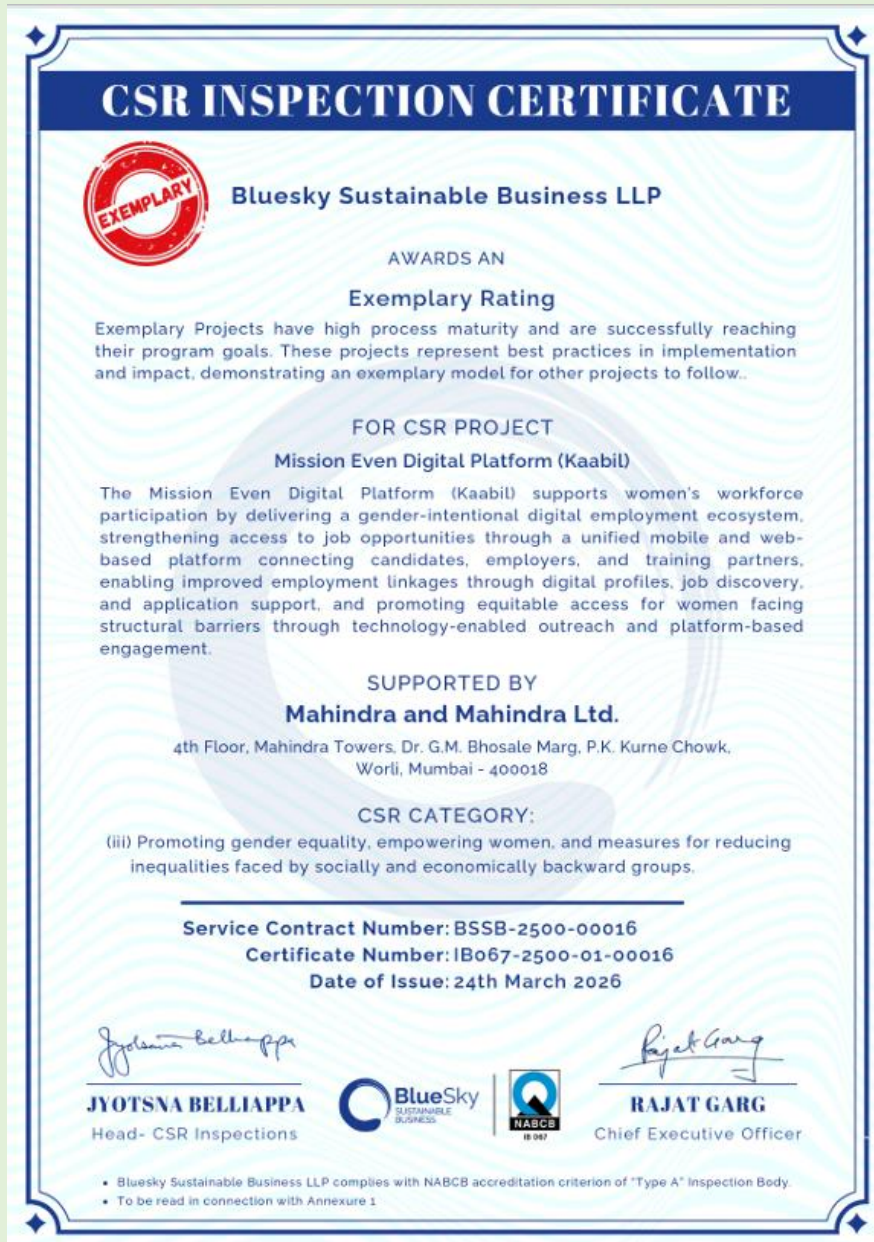 CSR INSPECTION CERTIFICATE
EXEMPLARY
Bluesky Sustainable Business LLP
AWARDS AN
Exemplary Rating
Exemplary Projects have high process maturity and are successfully reaching
their program goals. These projects represent best practices in implementation
and impact, demonstrating an exemplary model for other projects to follow..
FOR CSR PROJECT
Mission Even Digital Platform (Kaabil)
The Mission Even Digital Platform (Kaabil) supports women's workforce
participation by delivering a gender-intentional digital employment ecosystem,
strengthening access to job opportunities through a unified mobile and web-
based platform connecting candidates, employers, and training partners,
enabling improved employment linkages through digital profiles, job discovery,
and application support, and promoting equitable access for women facing
structural barriers through technology-enabled outreach and platform-based
engagement.
SUPPORTED BY
Mahindra and Mahindra Ltd.
4th Floor, Mahindra Towers, Dr. G.M. Bhosale Marg, P.K. Kurne Chowk,
Worli, Mumbai - 400018
CSR CATEGORY:
(iii) Promoting gender equality, empowering women, and measures for reducing
inequalities faced by socially and economically backward groups.
Service Contract Number: BSSB-2500-00016
Certificate Number: IB067-2500-01-00016
Date of Issue: 24th March 2026
Jyotsna Belliappa
Rajat Garg
JYOTSNA BELLIAPPA
Head- CSR Inspections
BlueSky
SUSTAINABLE
BUSINESS
NABCB
IB 067
RAJAT GARG
Chief Executive Officer
• Bluesky Sustainable Business LLP complies with NABCB accreditation criterion of "Type A" Inspection Body.
• To be read in connection with Annexure 1